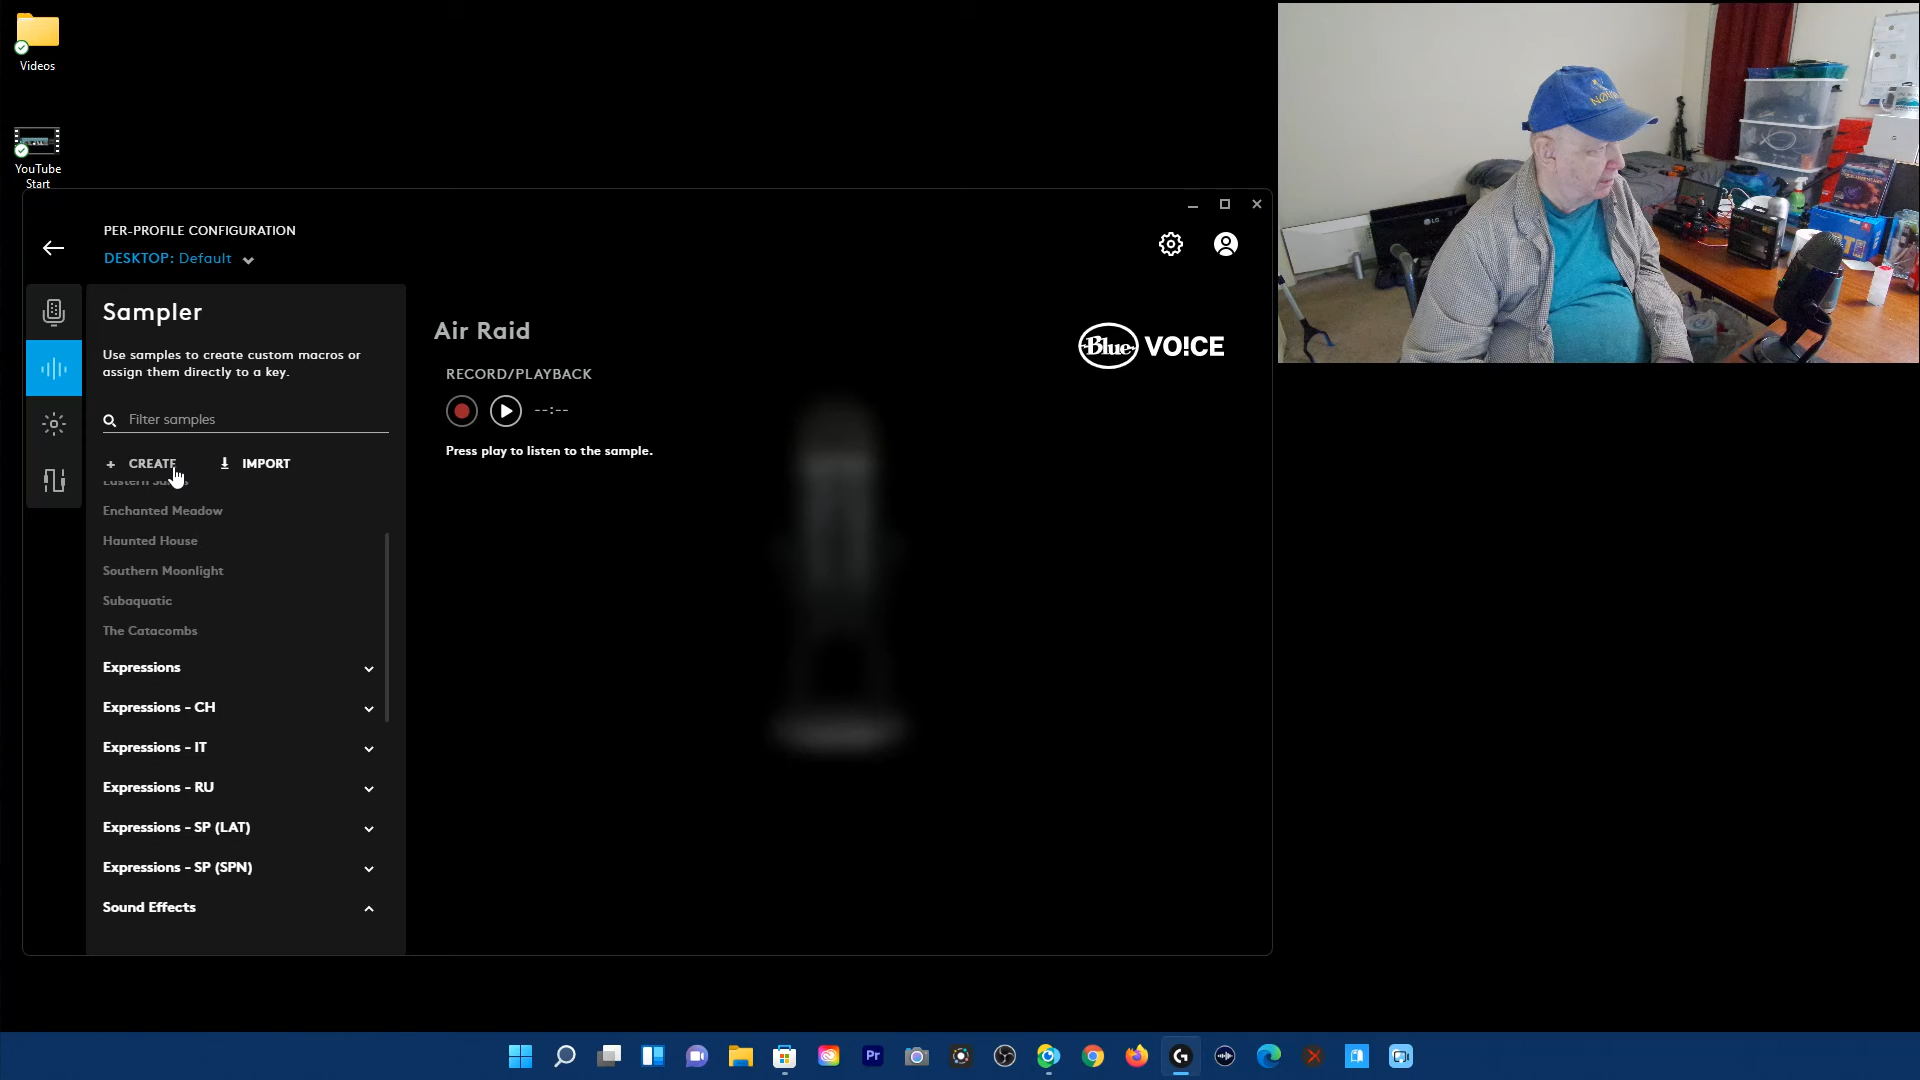 Videos
YouTube
Start
PER-PROFILE CONFIGURATION
DESKTOP: Default
Sampler
Use samples to create custom macros or
assign them directly to a key.
Filter samples
+ CREATE
IMPORT
Enchanted Meadow
Haunted House
Southern Moonlight
Subaquatic
The Catacombs
Expressions
Expressions - CH
Expressions - IT
Expressions - RU
Expressions - SP (LAT)
Expressions - SP (SPN)
Sound Effects
Air Raid
RECORD/PLAYBACK
--:--
Press play to listen to the sample.
Blue VO!CE
LG
Pr